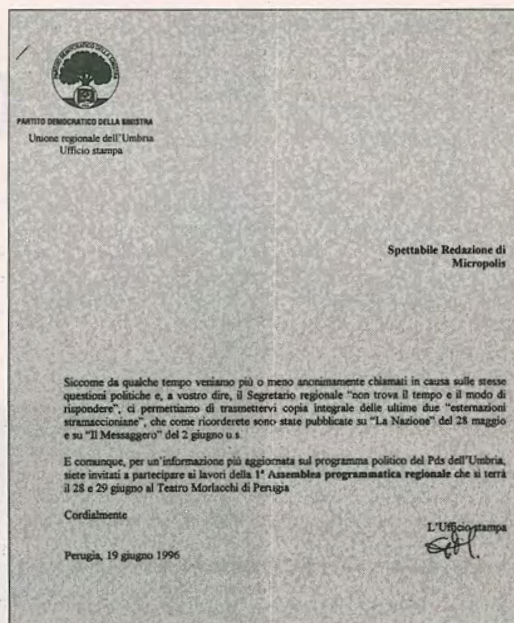 PARTITO DEMOCRATICO DELLA SINISTRA
PARTITO DEMOCRATICO DELLA SINISTRA
Unione regionale dell'Umbria
Ufficio stampa
Spettabile Redazione di
Micropolis
Siccome da qualche tempo veniamo più o meno anonimamente chiamati in causa sulle stesse
questioni politiche e, a vostro dire, il Segretario regionale "non trova il tempo e il modo di
rispondere", ci permettiamo di trasmettervi copia integrale delle ultime due "esternazioni
stramaccioniane", che come ricorderete sono state pubblicate su "La Nazione" del 28 maggio
e su "Il Messaggero" del 2 giugno u.s.
E comunque, per un'informazione più aggiornata sul programma politico del Pds dell'Umbria,
siete invitati a partecipare ai lavori della 1ª Assemblea programmatica regionale che si terrà
il 28 e 29 giugno al Teatro Morlacchi di Perugia
Cordialmente
L'Ufficio stampa
Perugia, 19 giugno 1996